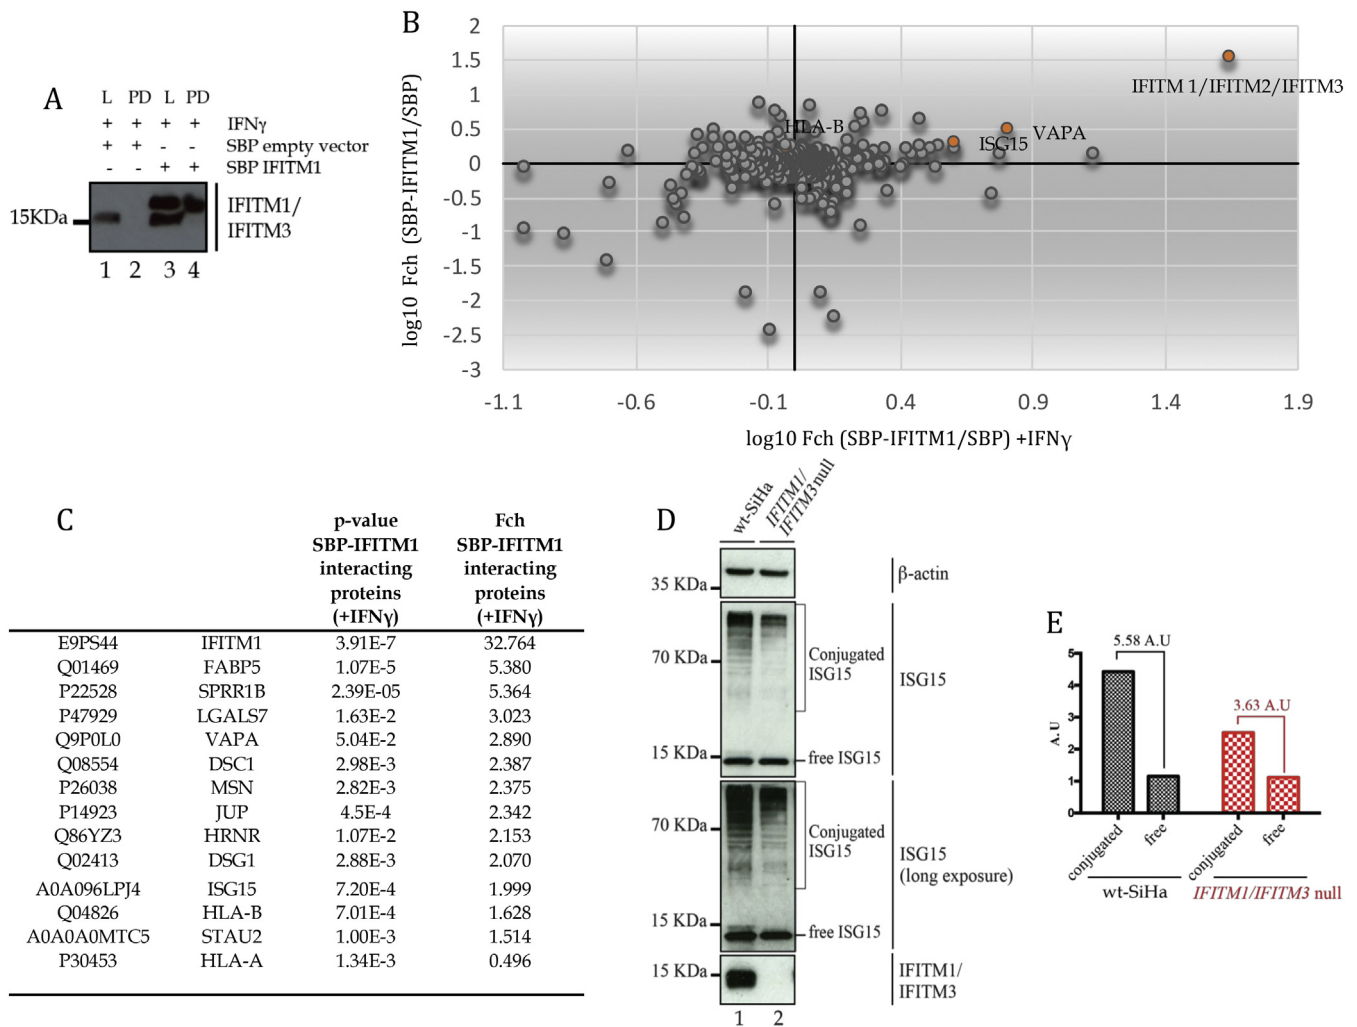 A
L PD L PD
+ + + + IFNγ
+ + - - SBP empty vector
- - + + SBP IFITM1
15KDa
IFITM1/
IFITM3
1 2 3 4
B
log10 Fch (SBP-IFITM1/SBP)
2
1.5
1
0.5
0
-0.5
-1
-1.5
-2
-2.5
-3
IFITM 1/IFITM2/IFITM3
HLA-B
VAPA
ISG15
-1.1 -0.6 -0.1 0.4 0.9 1.4 1.9
log10 Fch (SBP-IFITM1/SBP) +IFNγ
C
p-value Fch
SBP-IFITM1 SBP-IFITM1
interacting interacting
proteins proteins
(+IFNγ) (+IFNγ)
E9PS44 IFITM1 3.91E-7 32.764
Q01469 FABP5 1.07E-5 5.380
P22528 SPRR1B 2.39E-05 5.364
P47929 LGALS7 1.63E-2 3.023
Q9P0L0 VAPA 5.04E-2 2.890
Q08554 DSC1 2.98E-3 2.387
P26038 MSN 2.82E-3 2.375
P14923 JUP 4.5E-4 2.342
Q86YZ3 HRNR 1.07E-2 2.153
Q02413 DSG1 2.88E-3 2.070
A0A096LPJ4 ISG15 7.20E-4 1.999
Q04826 HLA-B 7.01E-4 1.628
A0A0A0MTC5 STAU2 1.00E-3 1.514
P30453 HLA-A 1.34E-3 0.496
D
wt-SiHa
IFITM1/
IFITM3 null
35 KDa
β-actin
70 KDa
Conjugated
ISG15
ISG15
15 KDa
free ISG15
70 KDa
Conjugated
ISG15
ISG15
(long exposure)
15 KDa
free ISG15
15 KDa
IFITM1/
IFITM3
1 2
E
5.58 A.U
3.63 A.U
A. U
5
4
3
2
1
0
conjugated
free
conjugated
free
wt-SiHa
IFITM1/IFITM3 null